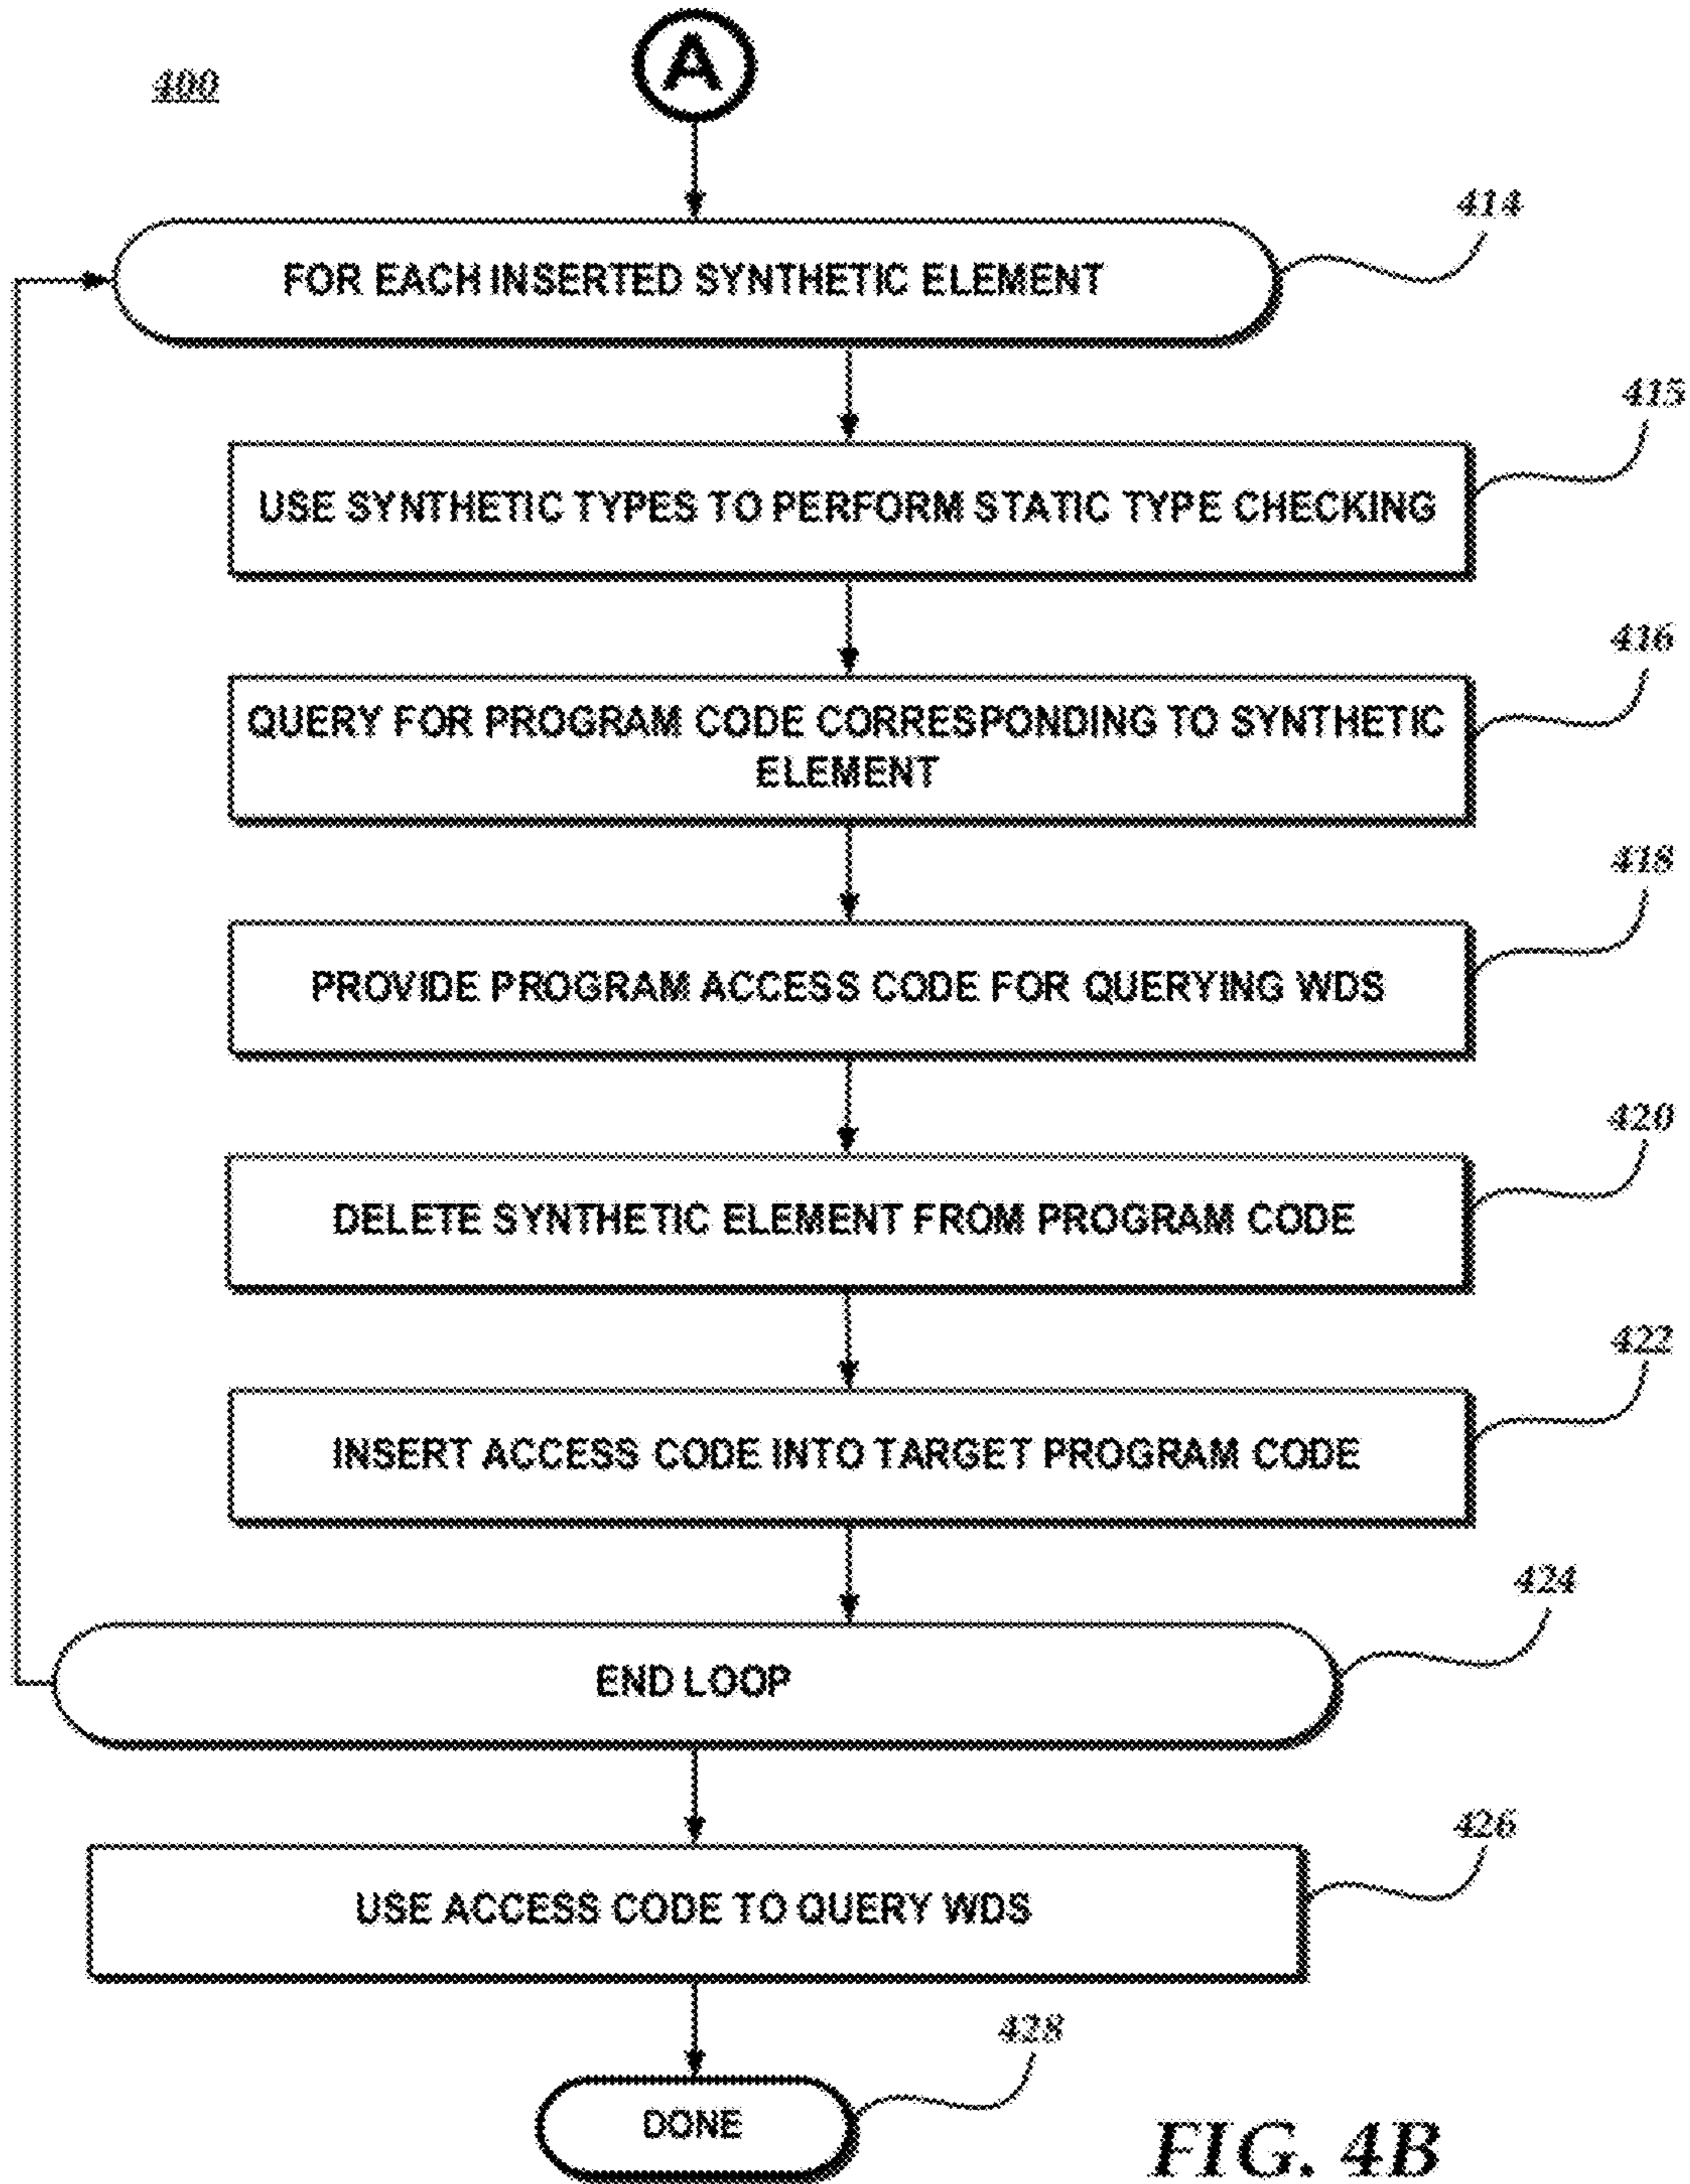 A
400
414
FOR EACH INSERTED SYNTHETIC ELEMENT
415
USE SYNTHETIC TYPES TO PERFORM STATIC TYPE CHECKING
416
QUERY FOR PROGRAM CODE CORRESPONDING TO SYNTHETIC
ELEMENT
418
PROVIDE PROGRAM ACCESS CODE FOR QUERYING WDS
420
DELETE SYNTHETIC ELEMENT FROM PROGRAM CODE
422
INSERT ACCESS CODE INTO TARGET PROGRAM CODE
424
END LOOP
426
USE ACCESS CODE TO QUERY WDS
428
DONE
FIG. 4B